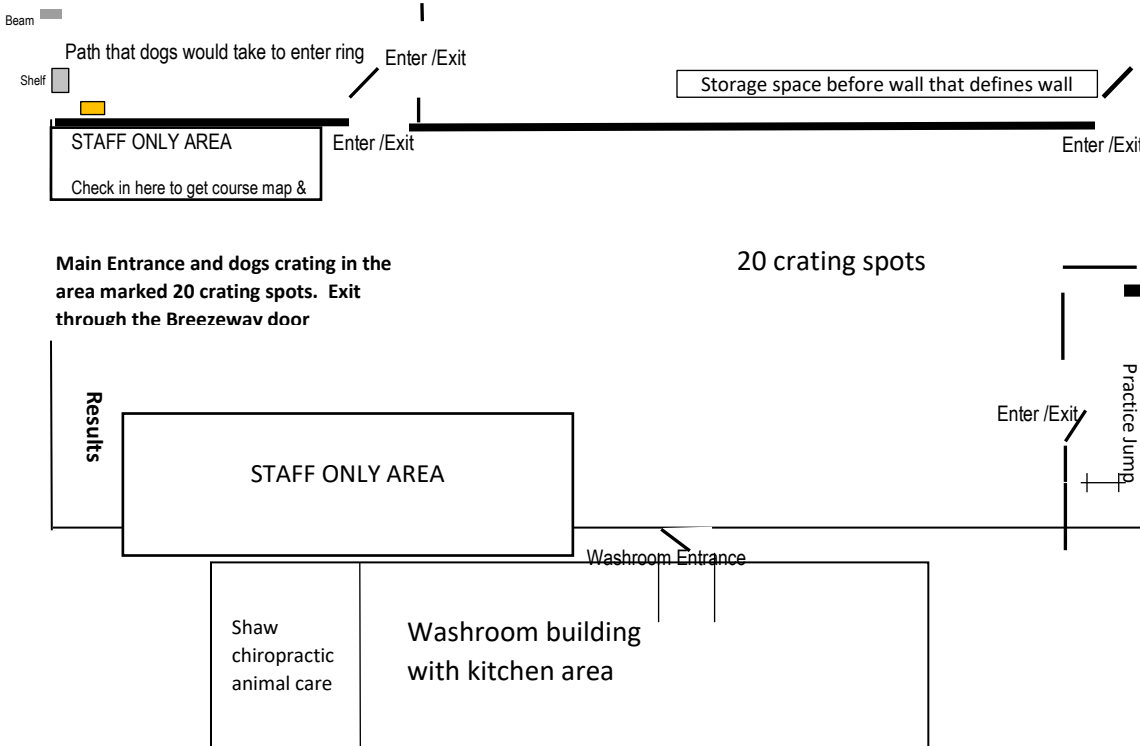 Beam
Path that dogs would take to enter ring
Enter /Exit
Shelf
Storage space before wall that defines wall
STAFF ONLY AREA
Enter /Exit
Enter /Exit
Check in here to get course map &
Main Entrance and dogs crating in the
area marked 20 crating spots. Exit
through the Breezeway door
20 crating spots
Results
Practice Jump
Enter /Exit
STAFF ONLY AREA
Washroom Entrance
Shaw
chiropractic
animal care
Washroom building
with kitchen area